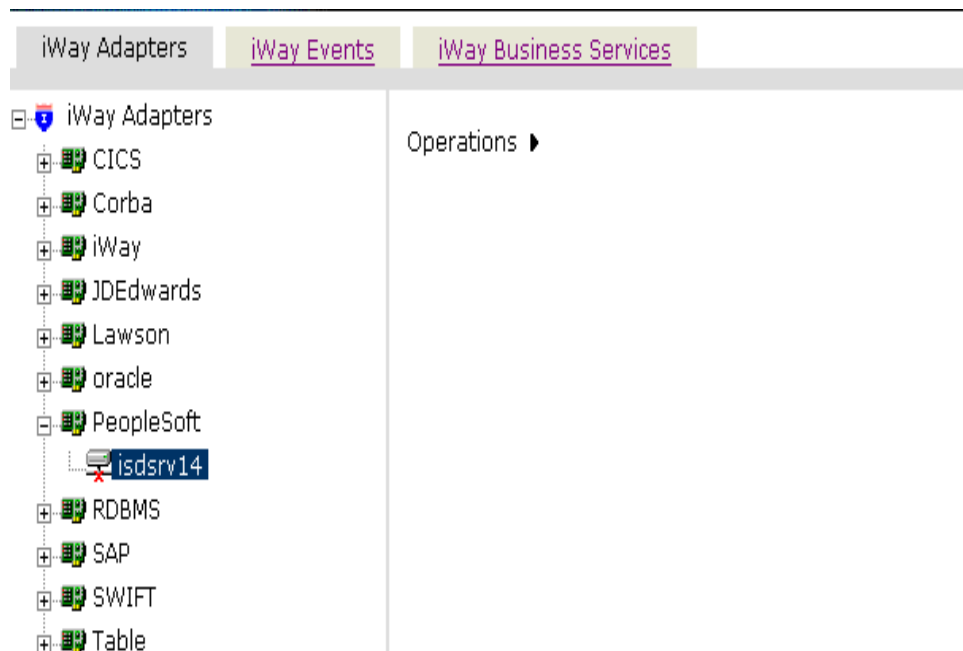 iWay Adapters iWay Events iWay Business Services
iWay Adapters
Operations
CICS
Corba
iWay
JDEdwards
Lawson
oracle
PeopleSoft
isdsrv14
RDBMS
SAP
SWIFT
Table